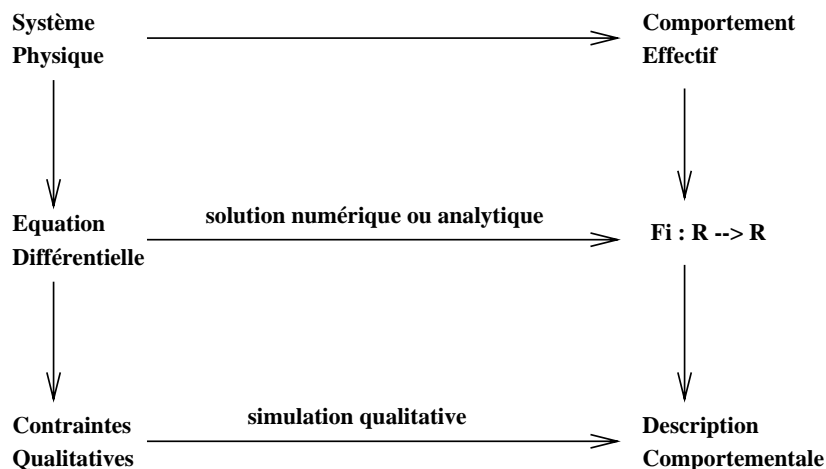 Système
Physique
Comportement
Effectif
Equation
Différentielle
solution numérique ou analytique
Fi : R --> R
Contraintes
Qualitatives
simulation qualitative
Description
Comportementale